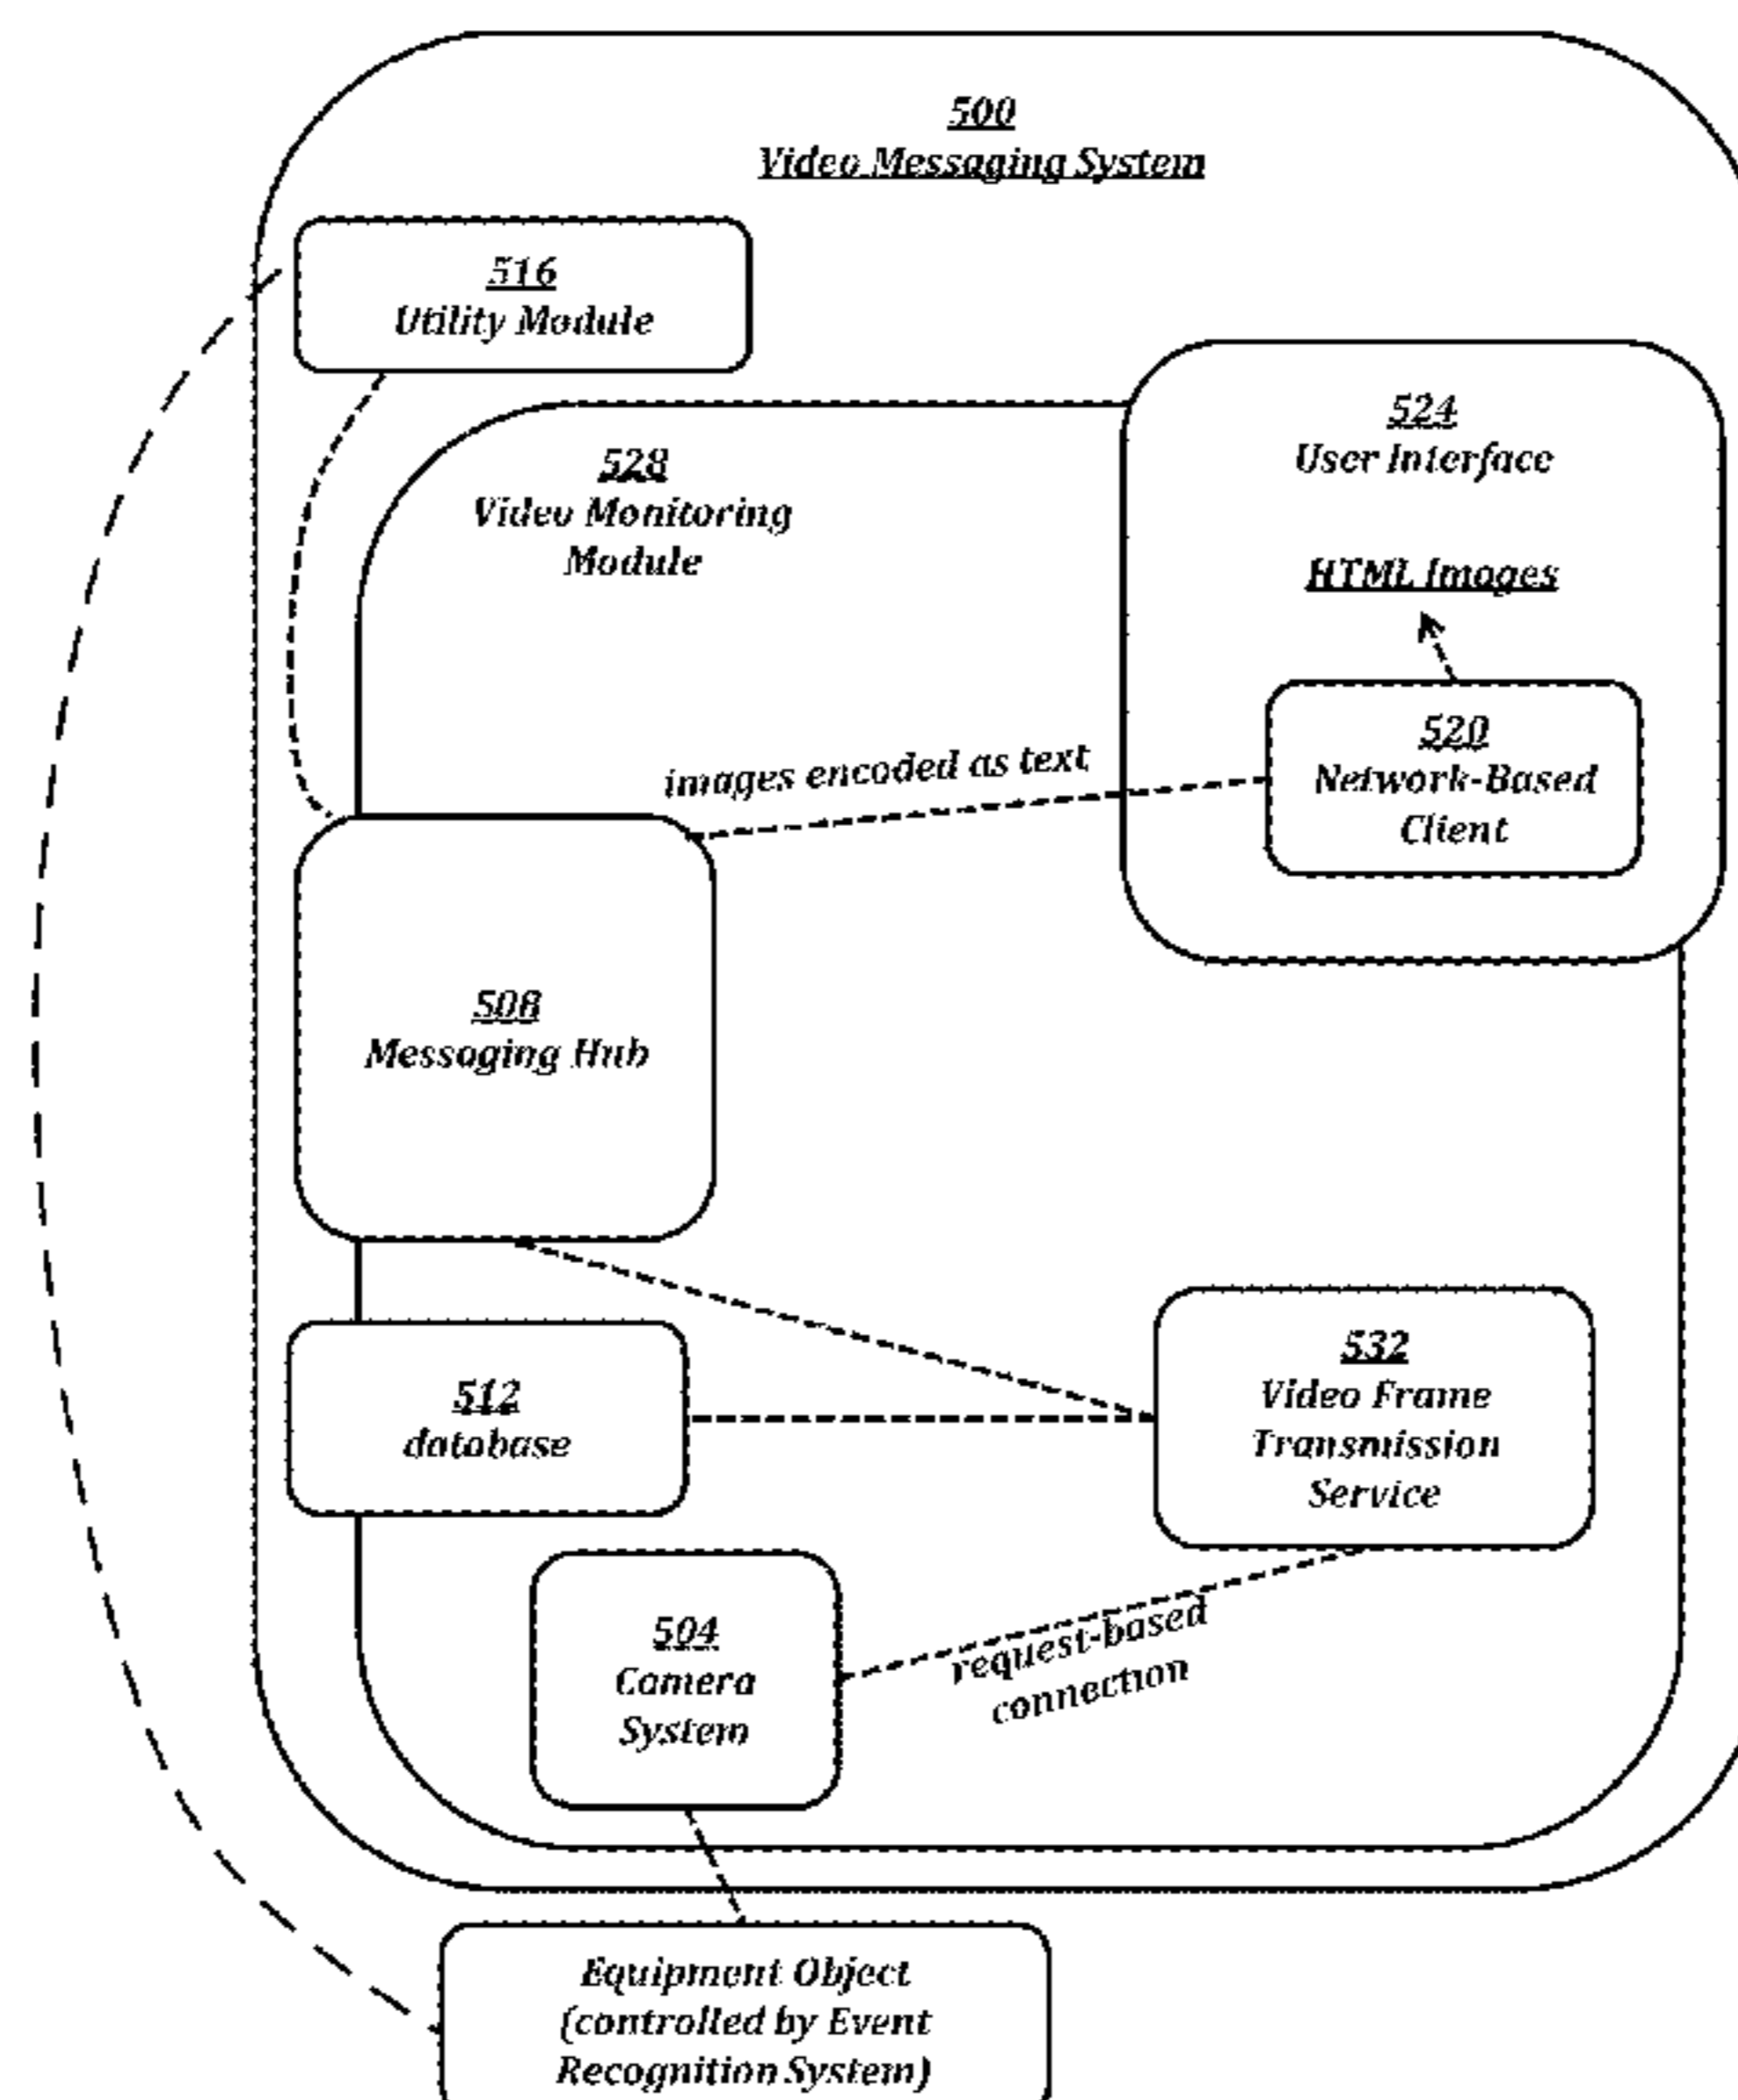 500
Video Messaging System
516
Utility Module
524
User Interface
528
Video Monitoring
Module
HTML Images
520
Network-Based
Client
images encoded as text
508
Messaging Hub
532
Video Frame
Transmission
Service
512
database
504
Camera
System
request-based
connection
Equipment Object
(controlled by Event
Recognition System)